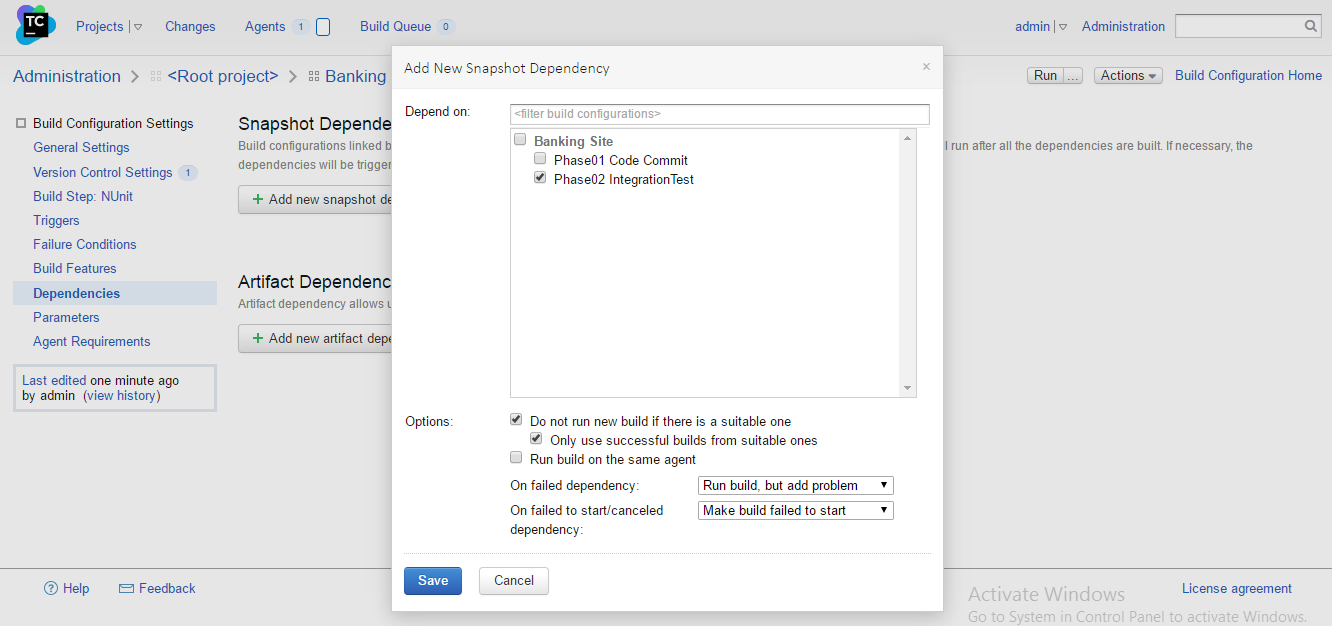 TC
Projects
Changes
Agents 1
Build Queue 0
admin
Administration
Administration <Root project> Banking
Run ...
Actions
Build Configuration Home
Build Configuration Settings
General Settings
Version Control Settings 1
Build Step: NUnit
Triggers
Failure Conditions
Build Features
Dependencies
Parameters
Agent Requirements
Last edited one minute ago
by admin (view history)
Snapshot Depende
Build configurations linked b
l run after all the dependencies are built. If necessary, the
dependencies will be trigger
+ Add new snapshot de
Artifact Dependenc
Artifact dependency allows u
+ Add new artifact depe
Add New Snapshot Dependency ×
Depend on:
<filter build configurations>
Banking Site
Phase01 Code Commit
Phase02 IntegrationTest
Options:
Do not run new build if there is a suitable one
Only use successful builds from suitable ones
Run build on the same agent
On failed dependency: Run build, but add problem
On failed to start/canceled Make build failed to start
dependency:
Save
Cancel
Help
Feedback
License agreement
Activate Windows
Go to System in Control Panel to activate Windows.